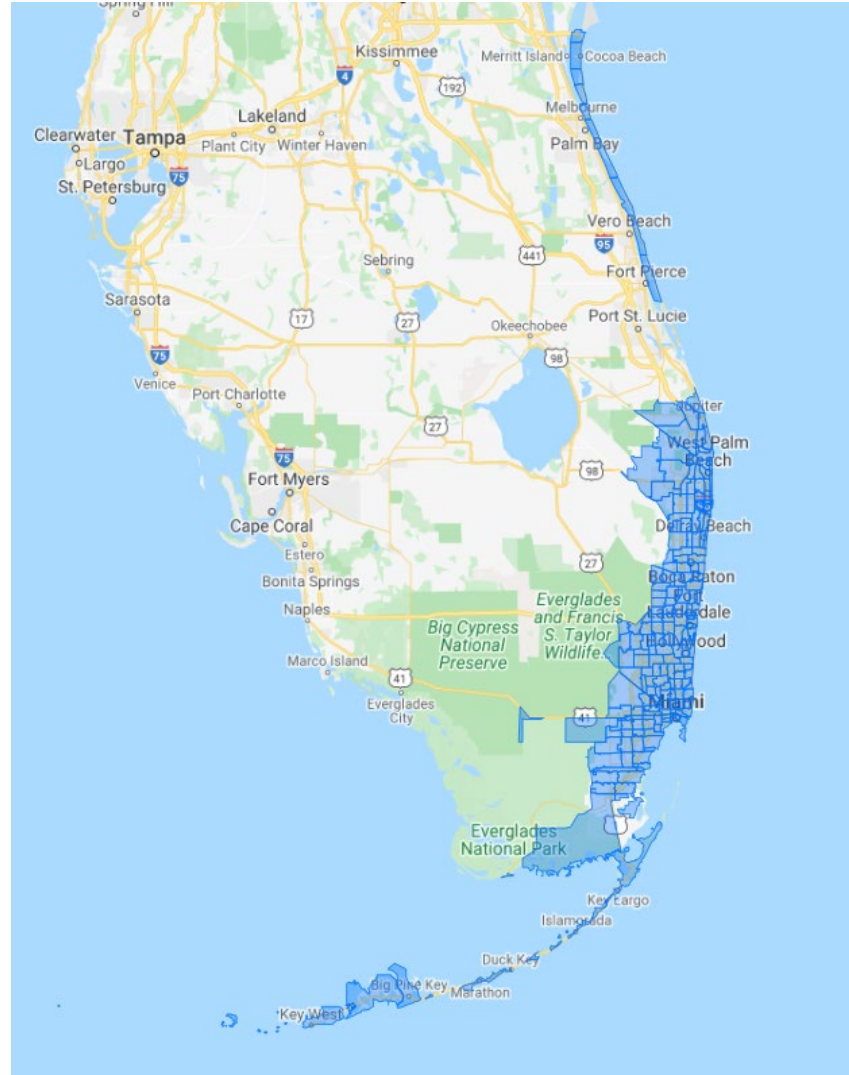 Spring Hill
Kissimmee
Merritt Island
Cocoa Beach
4
192
Melbourne
Lakeland
Clearwater
Tampa
Plant City
Winter Haven
Palm Bay
Largo
75
St. Petersburg
Vero Beach
95
441
Sebring
Fort Pierce
Sarasota
17
27
Port St. Lucie
Okeechobee
75
98
Venice
Port Charlotte
Jupiter
27
West Palm
Beach
75
98
Fort Myers
Cape Coral
Delray Beach
Estero
27
Bonita Springs
Boca Raton
Fort
Lauderdale
Naples
Everglades
and Francis
S. Taylor
Wildlife...
Big Cypress
National
Preserve
Hollywood
Marco Island
41
Everglades
City
41
Miami
Everglades
National Park
Key Largo
Islamorada
Duck Key
Big Pine Key
Marathon
Key West